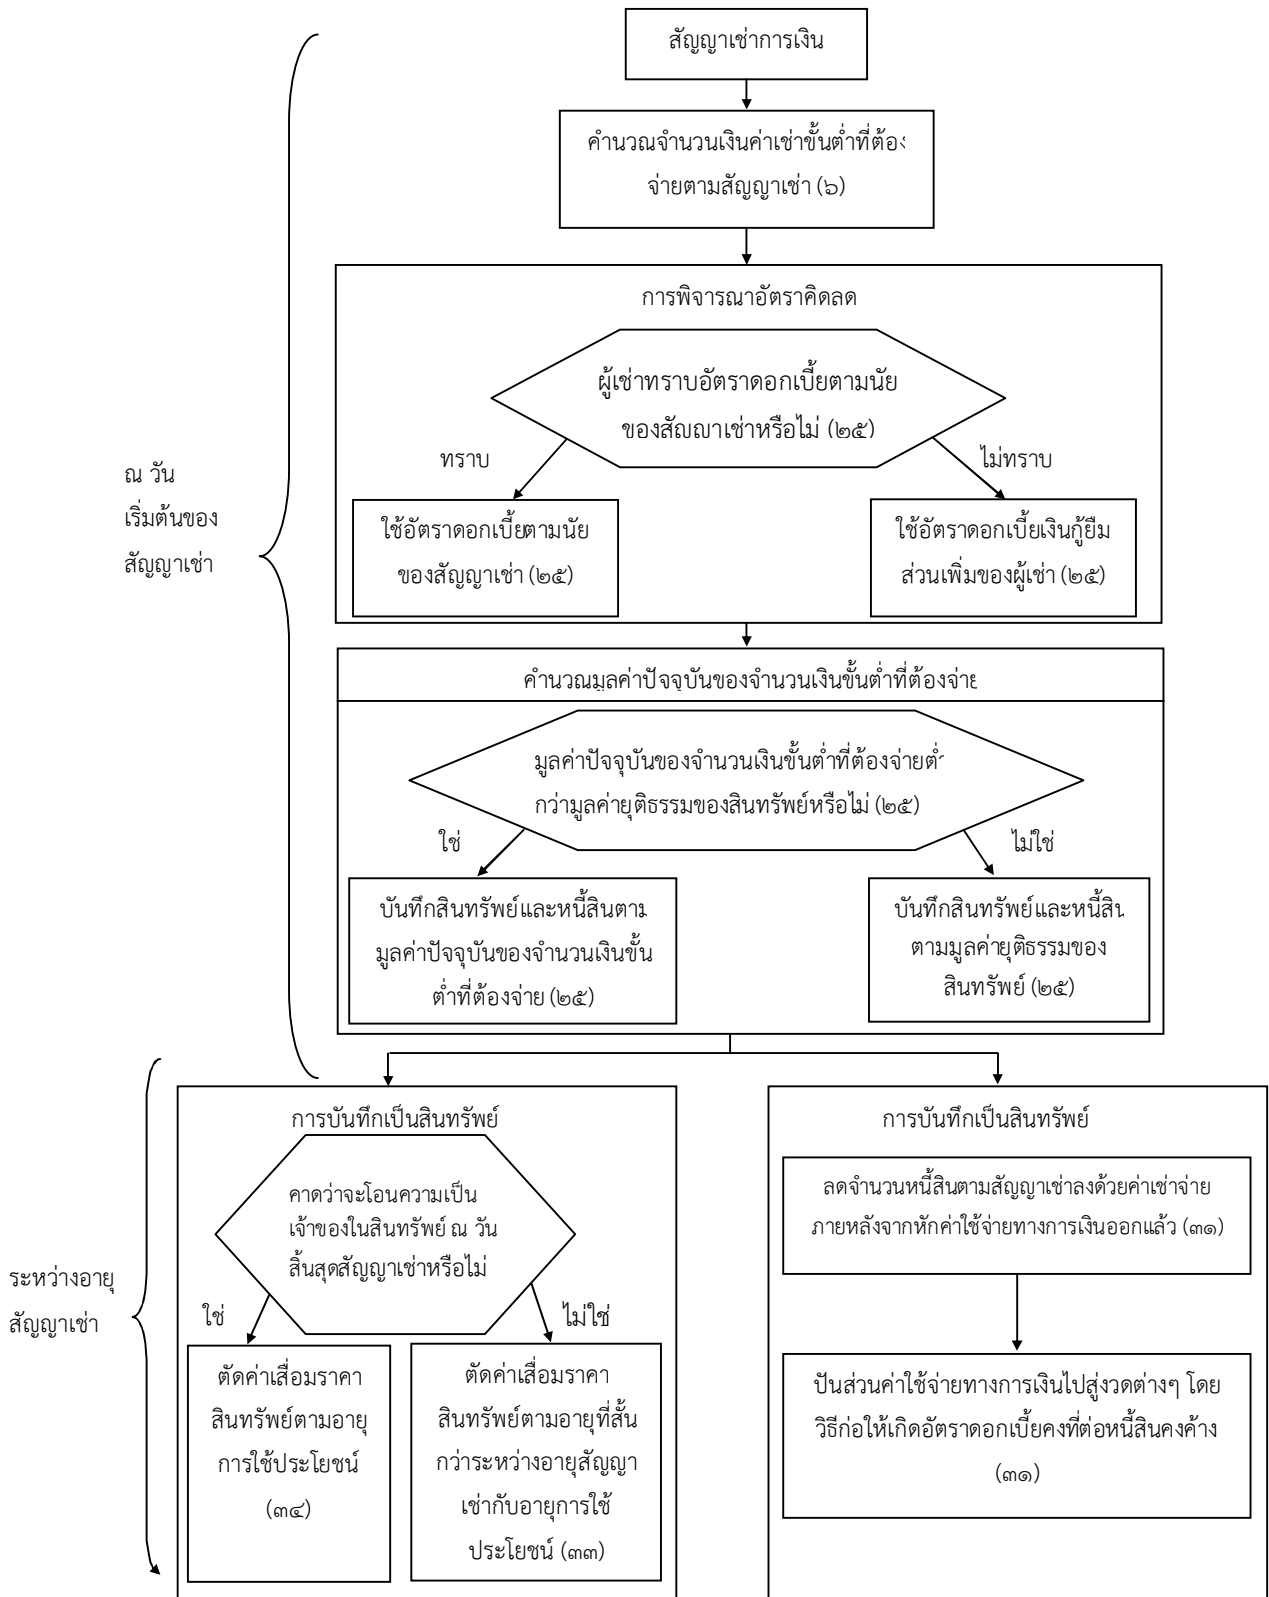 สัญญาเช่าการเงิน
คำนวณจำนวนเงินค่าเช่าขั้นต่ำที่ต้อง
จ่ายตามสัญญาเช่า (๖)
การพิจารณาอัตราคิดลด
ผู้เช่าทราบอัตราดอกเบี้ยตามนัย
ของสัญญาเช่าหรือไม่ (๒๕)
ทราบ
ไม่ทราบ
ใช้อัตราดอกเบี้ยตามนัย
ของสัญญาเช่า (๒๕)
ใช้อัตราดอกเบี้ยเงินกู้ยืม
ส่วนเพิ่มของผู้เช่า (๒๕)
ณ วัน
เริ่มต้นของ
สัญญาเช่า
คำนวณมูลค่าปัจจุบันของจำนวนเงินขั้นต่ำที่ต้องจ่าย
มูลค่าปัจจุบันของจำนวนเงินขั้นต่ำที่ต้องจ่ายต่ำ
กว่ามูลค่ายุติธรรมของสินทรัพย์หรือไม่ (๒๕)
ใช่
ไม่ใช่
บันทึกสินทรัพย์และหนี้สินตาม
มูลค่าปัจจุบันของจำนวนเงินขั้น
ต่ำที่ต้องจ่าย (๒๕)
บันทึกสินทรัพย์และหนี้สิน
ตามมูลค่ายุติธรรมของ
สินทรัพย์ (๒๕)
การบันทึกเป็นสินทรัพย์
คาดว่าจะโอนความเป็น
เจ้าของในสินทรัพย์ ณ วัน
สิ้นสุดสัญญาเช่าหรือไม่
ใช่
ไม่ใช่
ตัดค่าเสื่อมราคา
สินทรัพย์ตามอายุ
การใช้ประโยชน์
(๓๔)
ตัดค่าเสื่อมราคา
สินทรัพย์ตามอายุที่สั้น
กว่าระหว่างอายุสัญญา
เช่ากับอายุการใช้
ประโยชน์ (๓๓)
การบันทึกเป็นสินทรัพย์
ลดจำนวนหนี้สินตามสัญญาเช่าลงด้วยค่าเช่าจ่าย
ภายหลังจากหักค่าใช้จ่ายทางการเงินออกแล้ว (๓๑)
ปันส่วนค่าใช้จ่ายทางการเงินไปสู่งวดต่างๆ โดย
วิธีก่อให้เกิดอัตราดอกเบี้ยคงที่ต่อหนี้สินคงค้าง
(๓๑)
ระหว่างอายุ
สัญญาเช่า